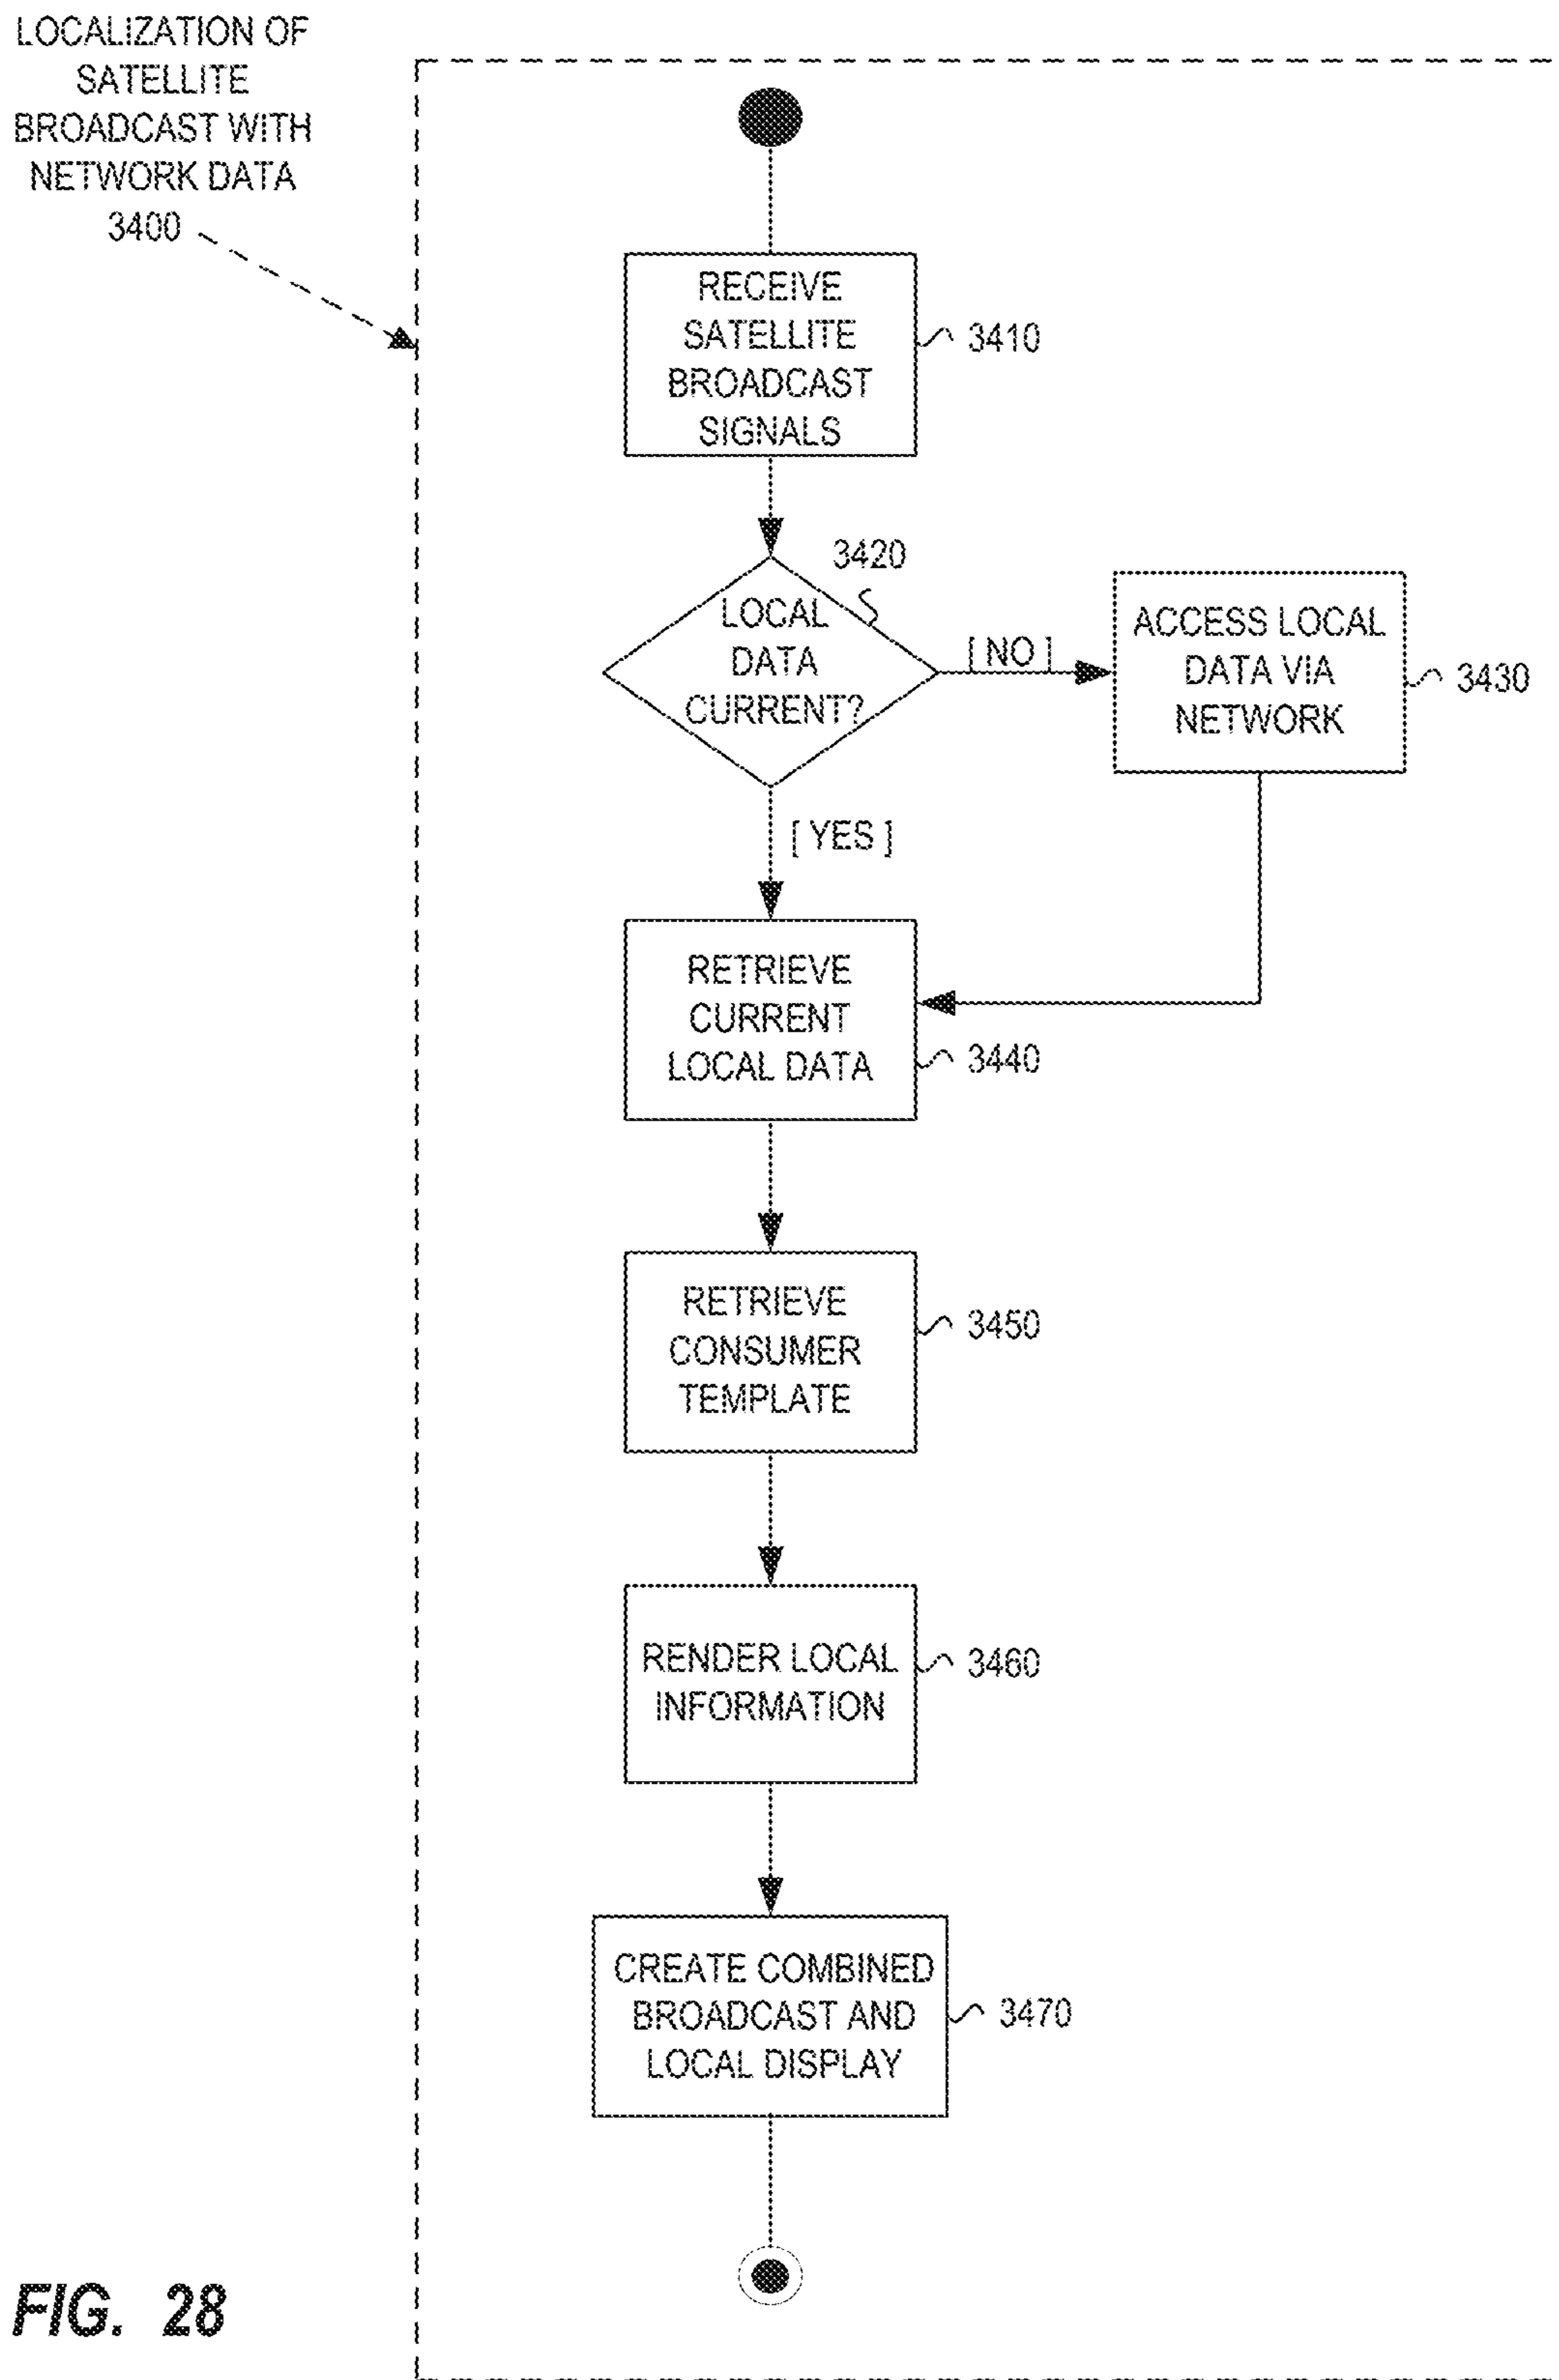 LOCALIZATION OF
SATELLITE
BROADCAST WITH
NETWORK DATA
3400
RECEIVE
SATELLITE
BROADCAST
SIGNALS
3410
3420
LOCAL
DATA
CURRENT?
[ NO ]
ACCESS LOCAL
DATA VIA
NETWORK
3430
[ YES ]
RETRIEVE
CURRENT
LOCAL DATA
3440
RETRIEVE
CONSUMER
TEMPLATE
3450
RENDER LOCAL
INFORMATION
3460
CREATE COMBINED
BROADCAST AND
LOCAL DISPLAY
3470
FIG. 28